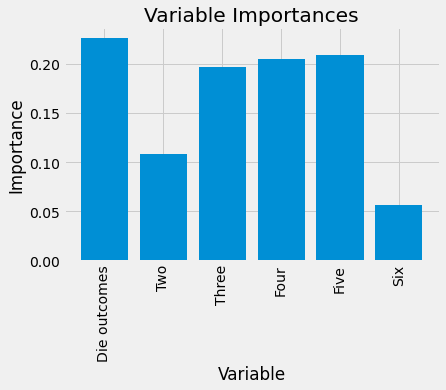 Variable Importances
Importance
0.20
0.15
0.10
0.05
0.00
Die outcomes
Two
Three
Four
Five
Six
Variable